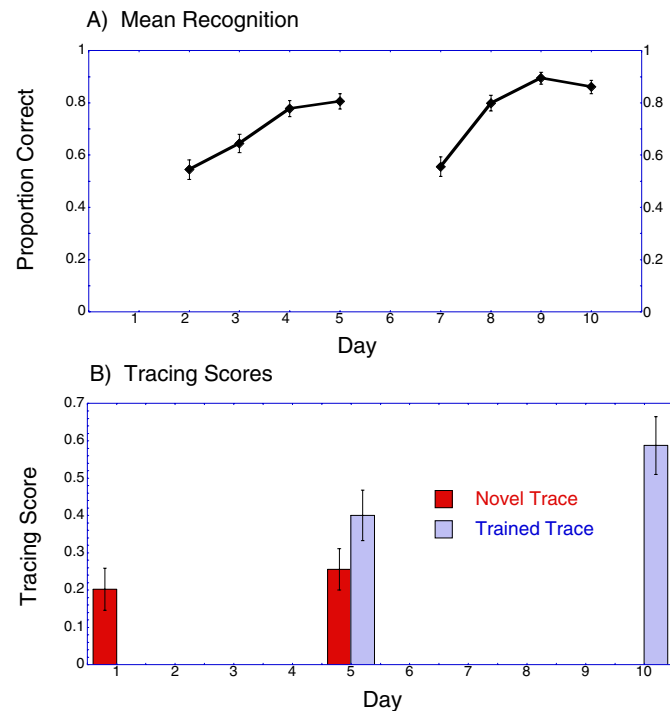 A) Mean Recognition
1
0.8
0.6
0.4
0.2
0
1
0.8
0.6
0.4
0.2
0
Proportion Correct
1 2 3 4 5 6 7 8 9 10
Day
B) Tracing Scores
0.7
0.6
0.5
0.4
0.3
0.2
0.1
0
Tracing Score
Novel Trace
Trained Trace
1 2 3 4 5 6 7 8 9 10
Day